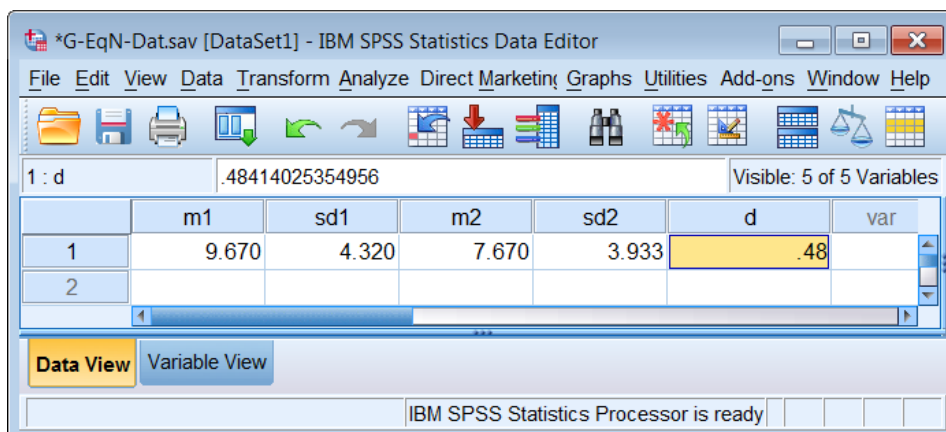 *G-EqN-Dat.sav [DataSet1] - IBM SPSS Statistics Data Editor
File Edit View Data Transform Analyze Direct Marketing Graphs Utilities Add-ons Window Help
1 : d .48414025354956 Visible: 5 of 5 Variables
m1 sd1 m2 sd2 d var
1 9.670 4.320 7.670 3.933 .48
2
Data View Variable View
IBM SPSS Statistics Processor is ready